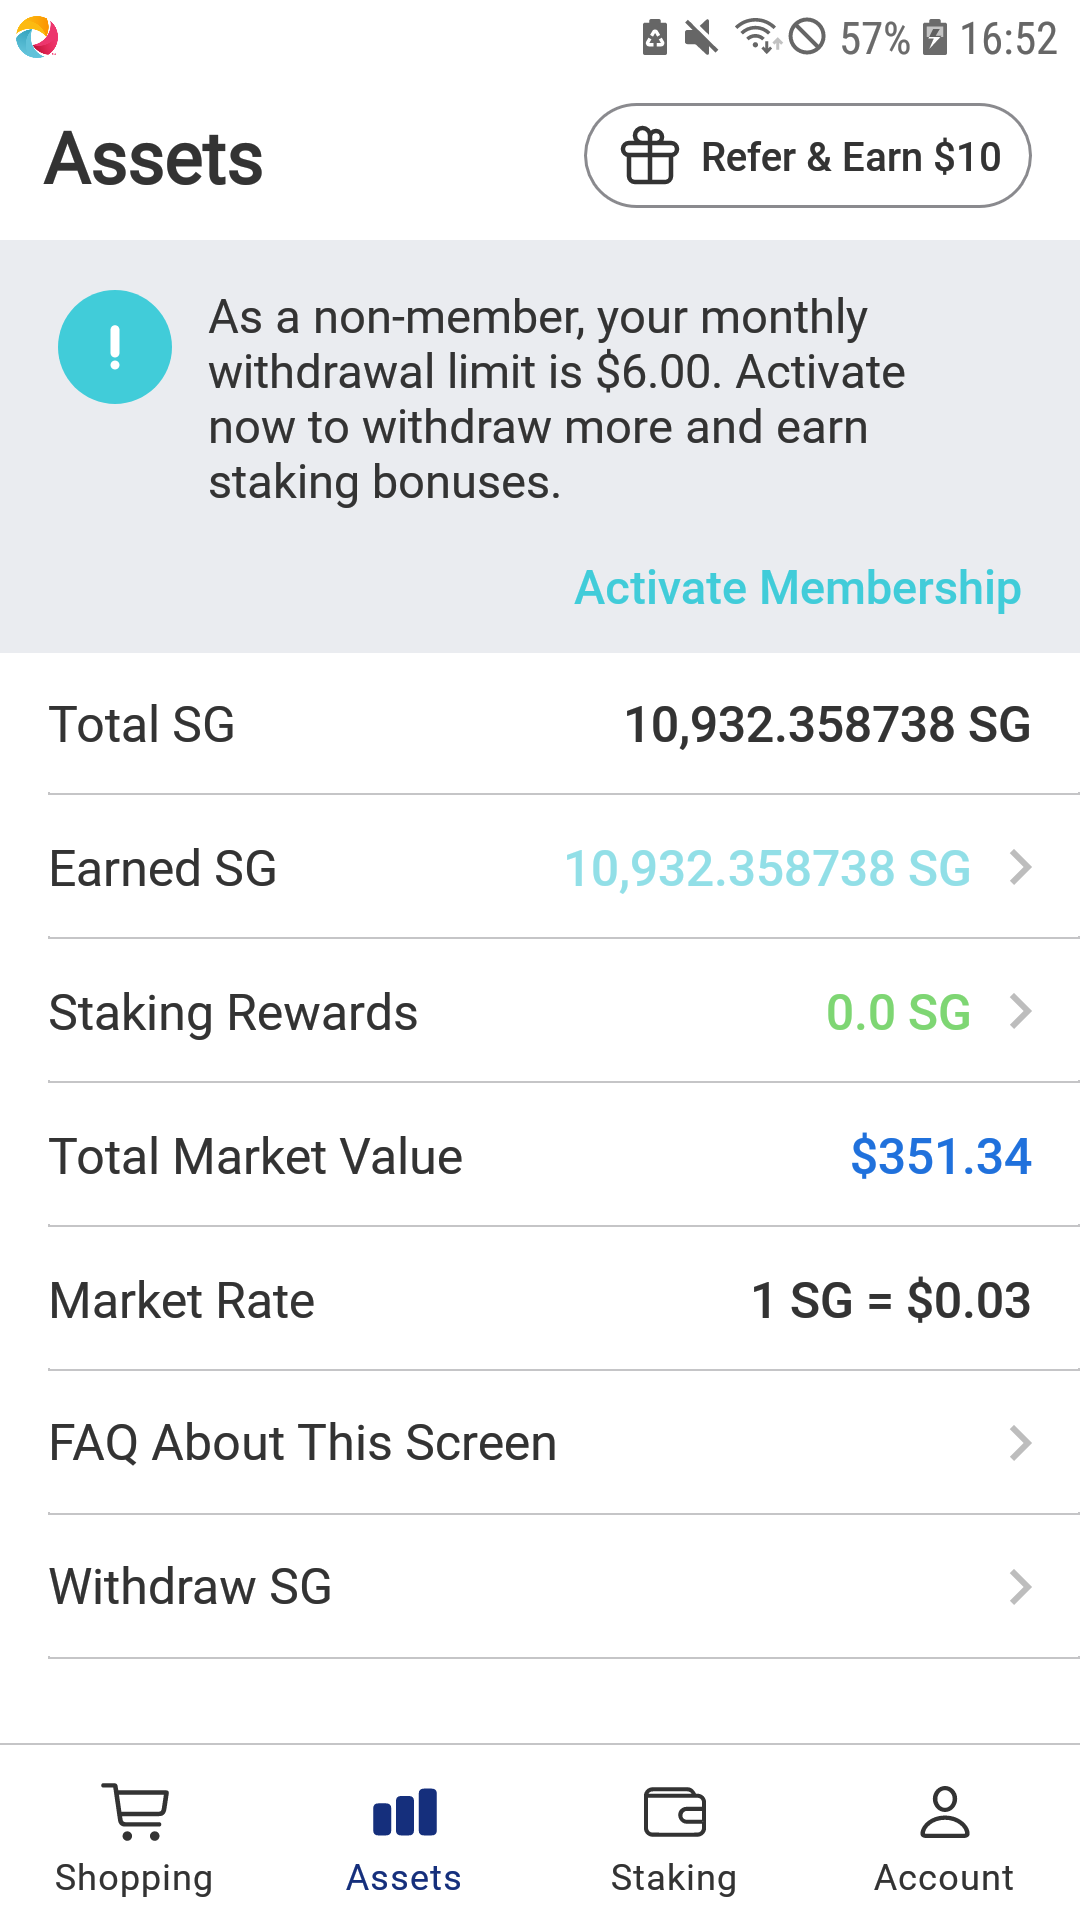 57% 16:52
Assets
Refer & Earn $10
As a non-member, your monthly
withdrawal limit is $6.00. Activate
now to withdraw more and earn
staking bonuses.
Activate Membership
Total SG 10,932.358738 SG
Earned SG 10,932.358738 SG
Staking Rewards 0.0 SG
Total Market Value $351.34
Market Rate 1 SG = $0.03
FAQ About This Screen
Withdraw SG
Shopping Assets Staking Account